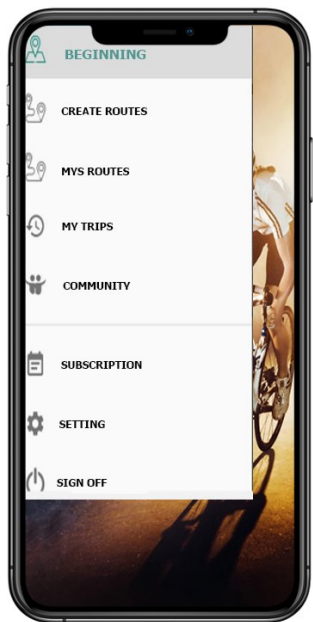 BEGINNING
CREATE ROUTES
MYS ROUTES
MY TRIPS
COMMUNITY
SUBSCRIPTION
SETTING
SIGN OFF